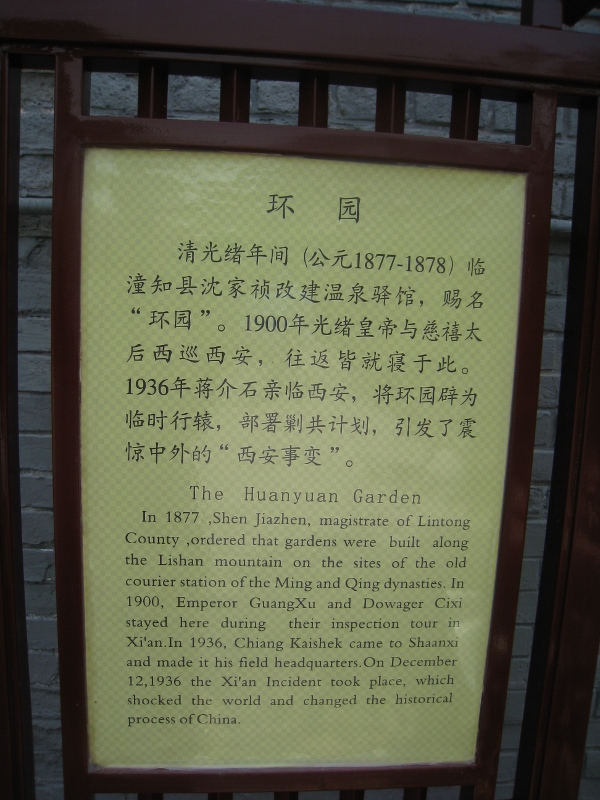 环 园
清光绪年间（公元1877-1878）临
潼知县沈家祯改建温泉驿馆，赐名
“环园”。1900年光绪皇帝与慈禧太
后西巡西安，往返皆就寝于此。
1936年蒋介石亲临西安，将环园辟为
临时行辕，部署剿共计划，引发了震
惊中外的“西安事变”。
The Huanyuan Garden
In 1877 ,Shen Jiazhen, magistrate of Lintong
County ,ordered that gardens were built along
the Lishan mountain on the sites of the old
courier station of the Ming and Qing dynasties. In
1900, Emperor GuangXu and Dowager Cixi
stayed here during their inspection tour in
Xi'an.In 1936, Chiang Kaishek came to Shaanxi
and made it his field headquarters.On December
12,1936 the Xi'an Incident took place, which
shocked the world and changed the historical
process of China.